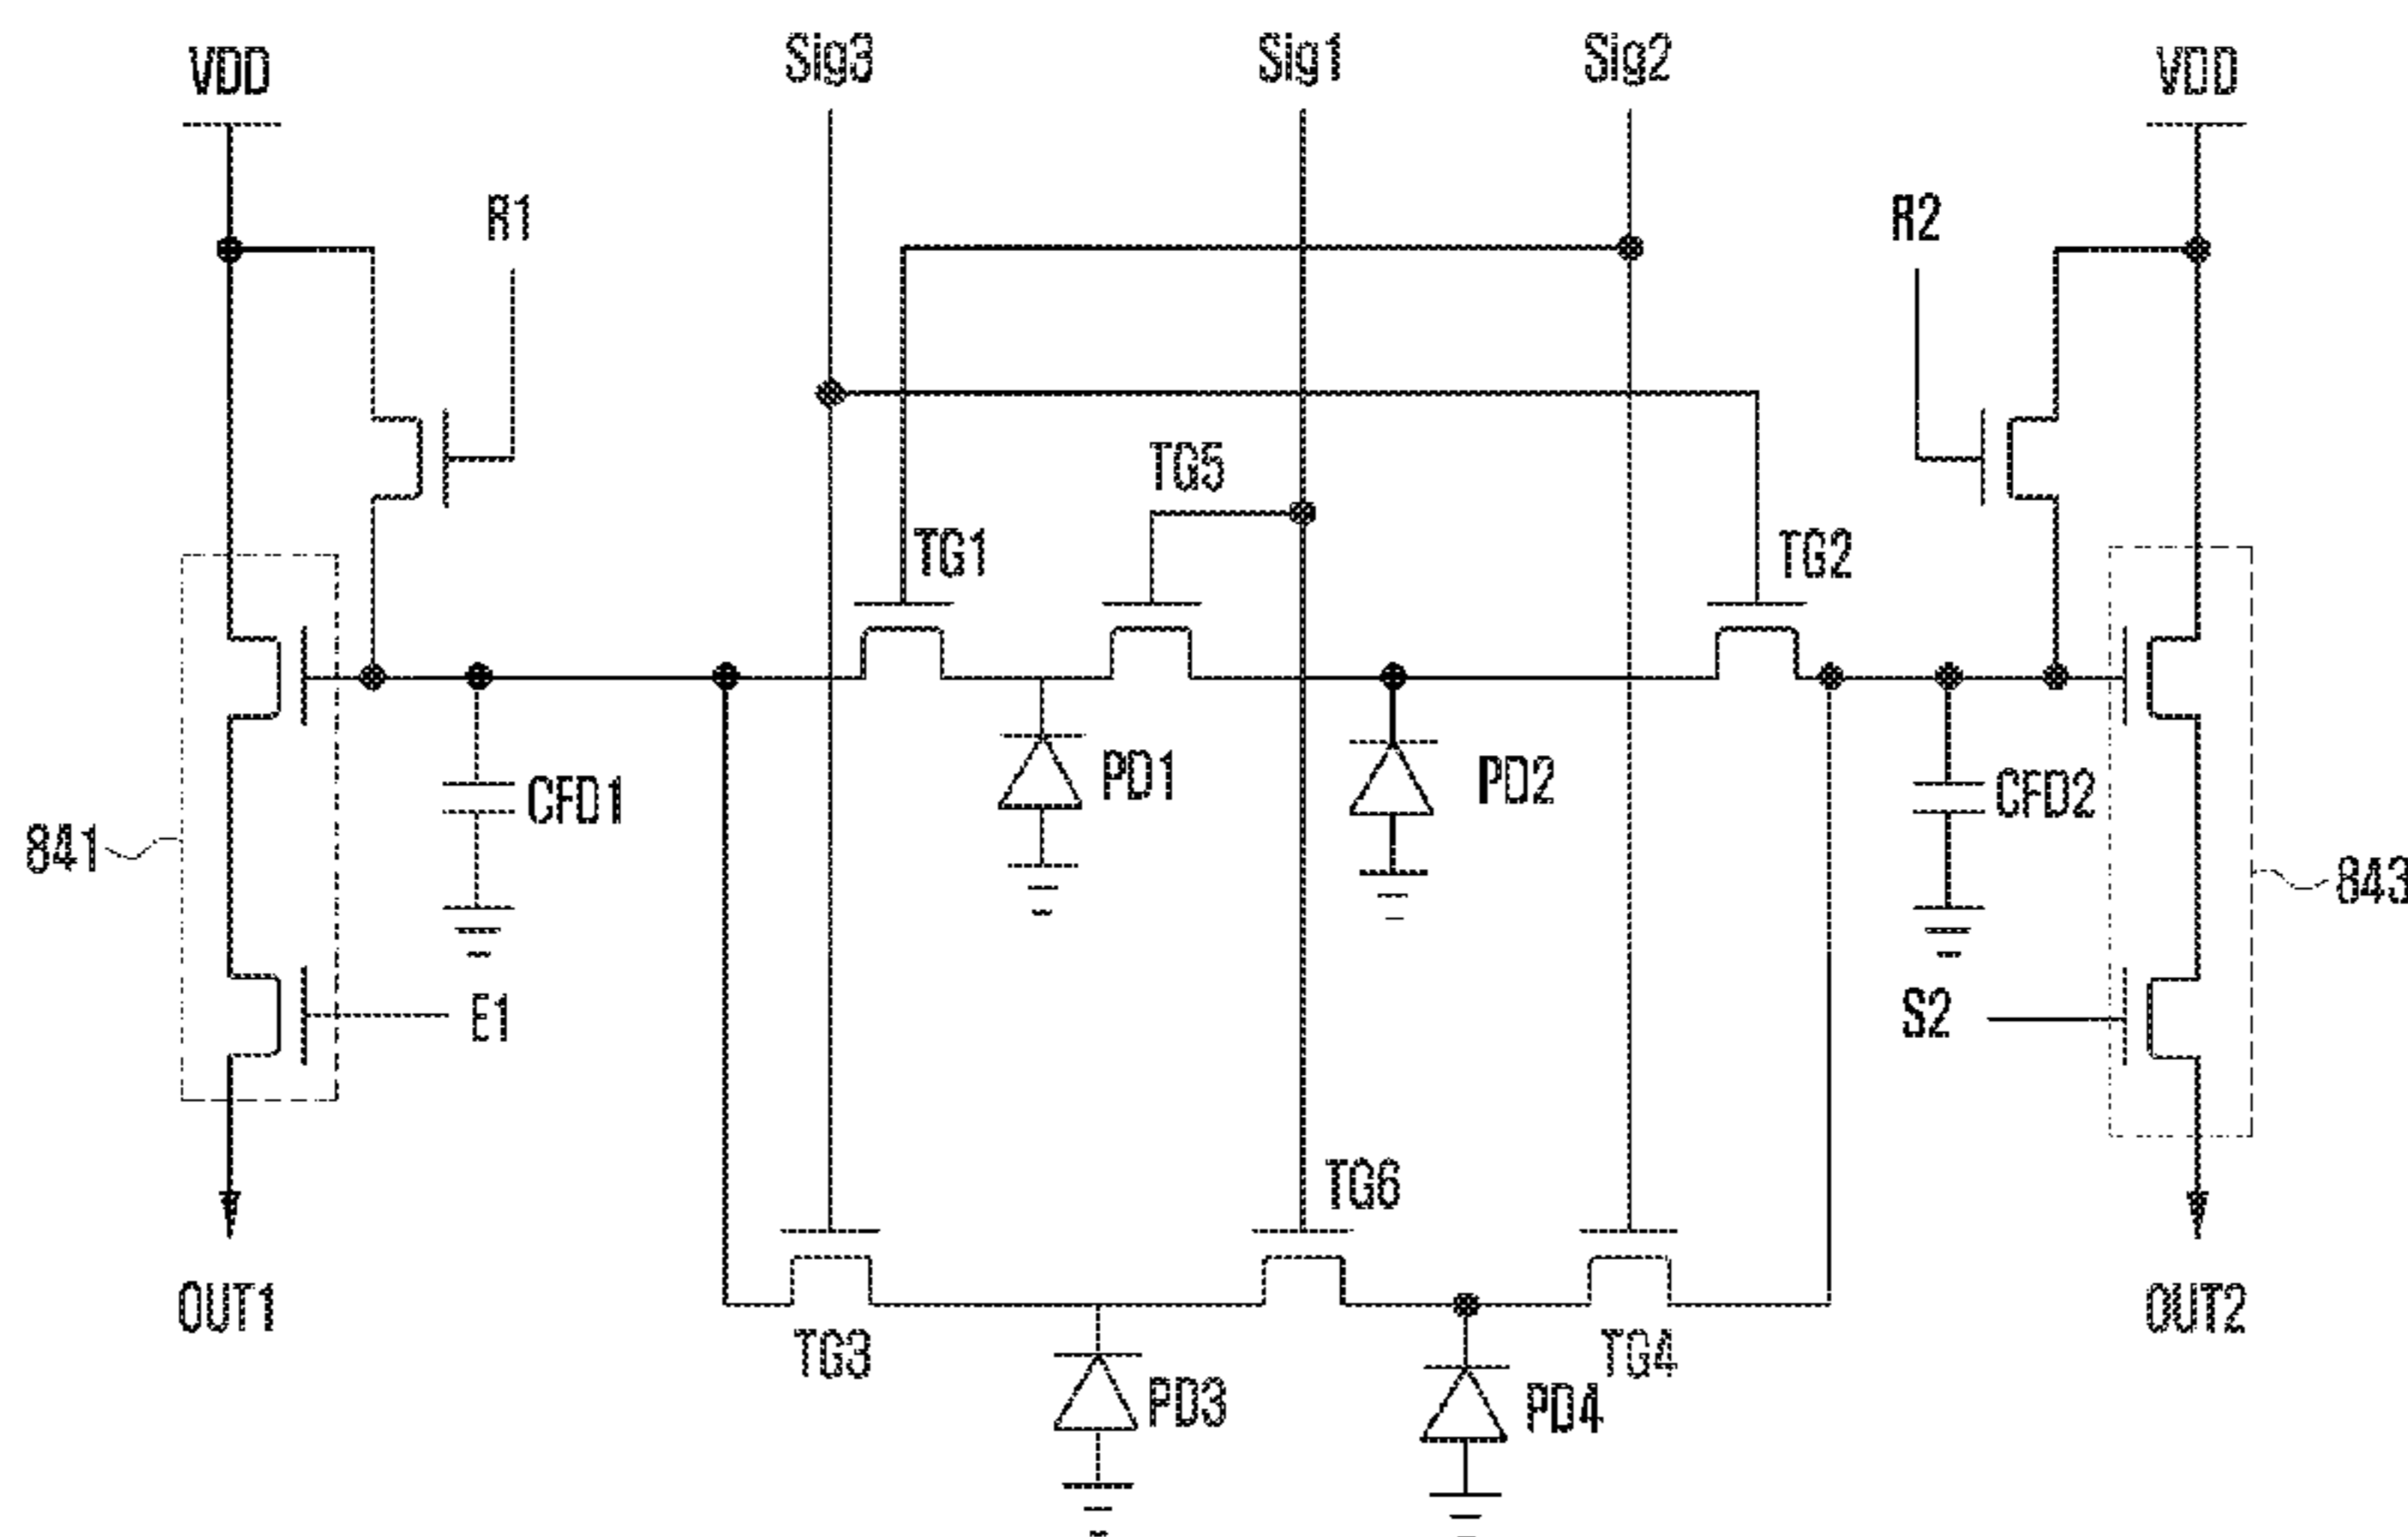 VDD
Sig3
Sig1
Sig2
VDD
R1
R2
TG5
TG1
TG2
PD1
PD2
CFD1
CFD2
841
843
E1
S2
TG6
OUT1
OUT2
TG3
TG4
PD3
PD4